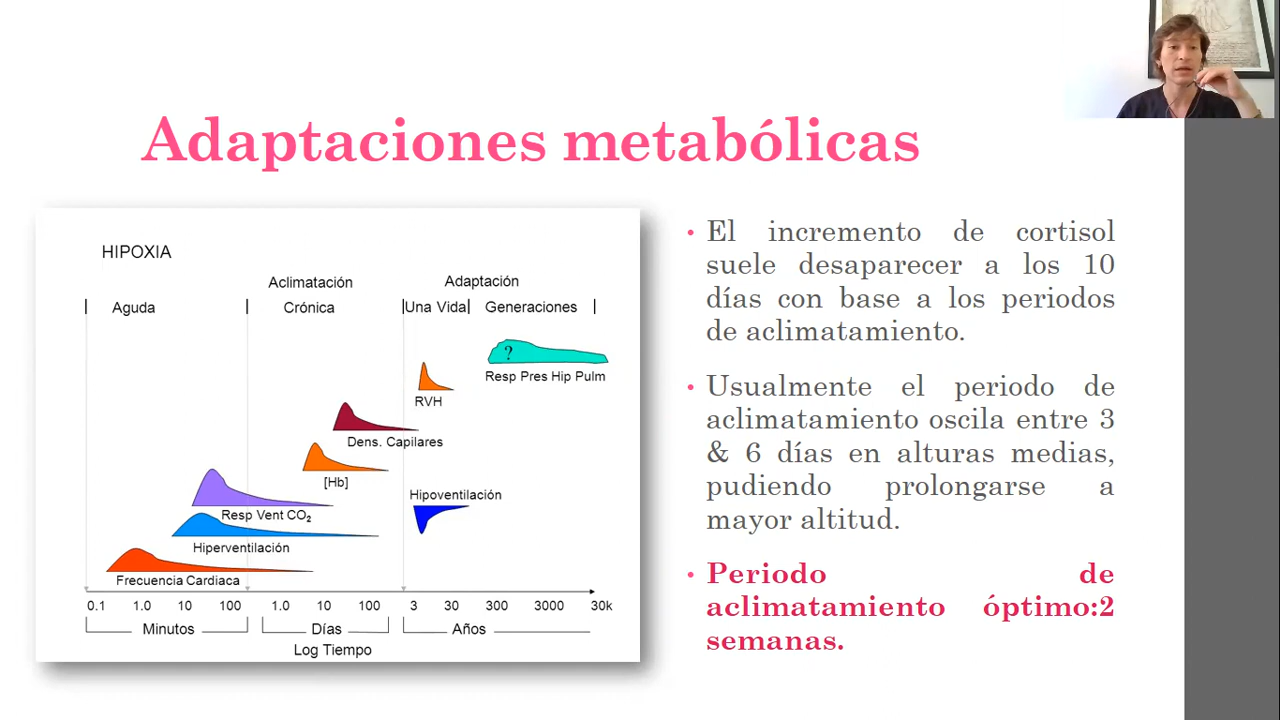 Adaptaciones metabólicas
HIPOXIA
Aclimatación
Adaptación
Aguda
Crónica
Una Vida
Generaciones
?
Resp Pres Hip Pulm
RVH
Dens. Capilares
[Hb]
Hipoventilación
Resp Vent CO₂
Hiperventilación
Frecuencia Cardiaca
0.1 1.0 10 100 1.0 10 100 3 30 300 3000 30k
Minutos Días Años
Log Tiempo
• El incremento de cortisol
suele desaparecer a los 10
días con base a los periodos
de aclimatamiento.
• Usualmente el periodo de
aclimatamiento oscila entre 3
& 6 días en alturas medias,
pudiendo prolongarse a
mayor altitud.
• Periodo de
aclimatamiento óptimo:2
semanas.